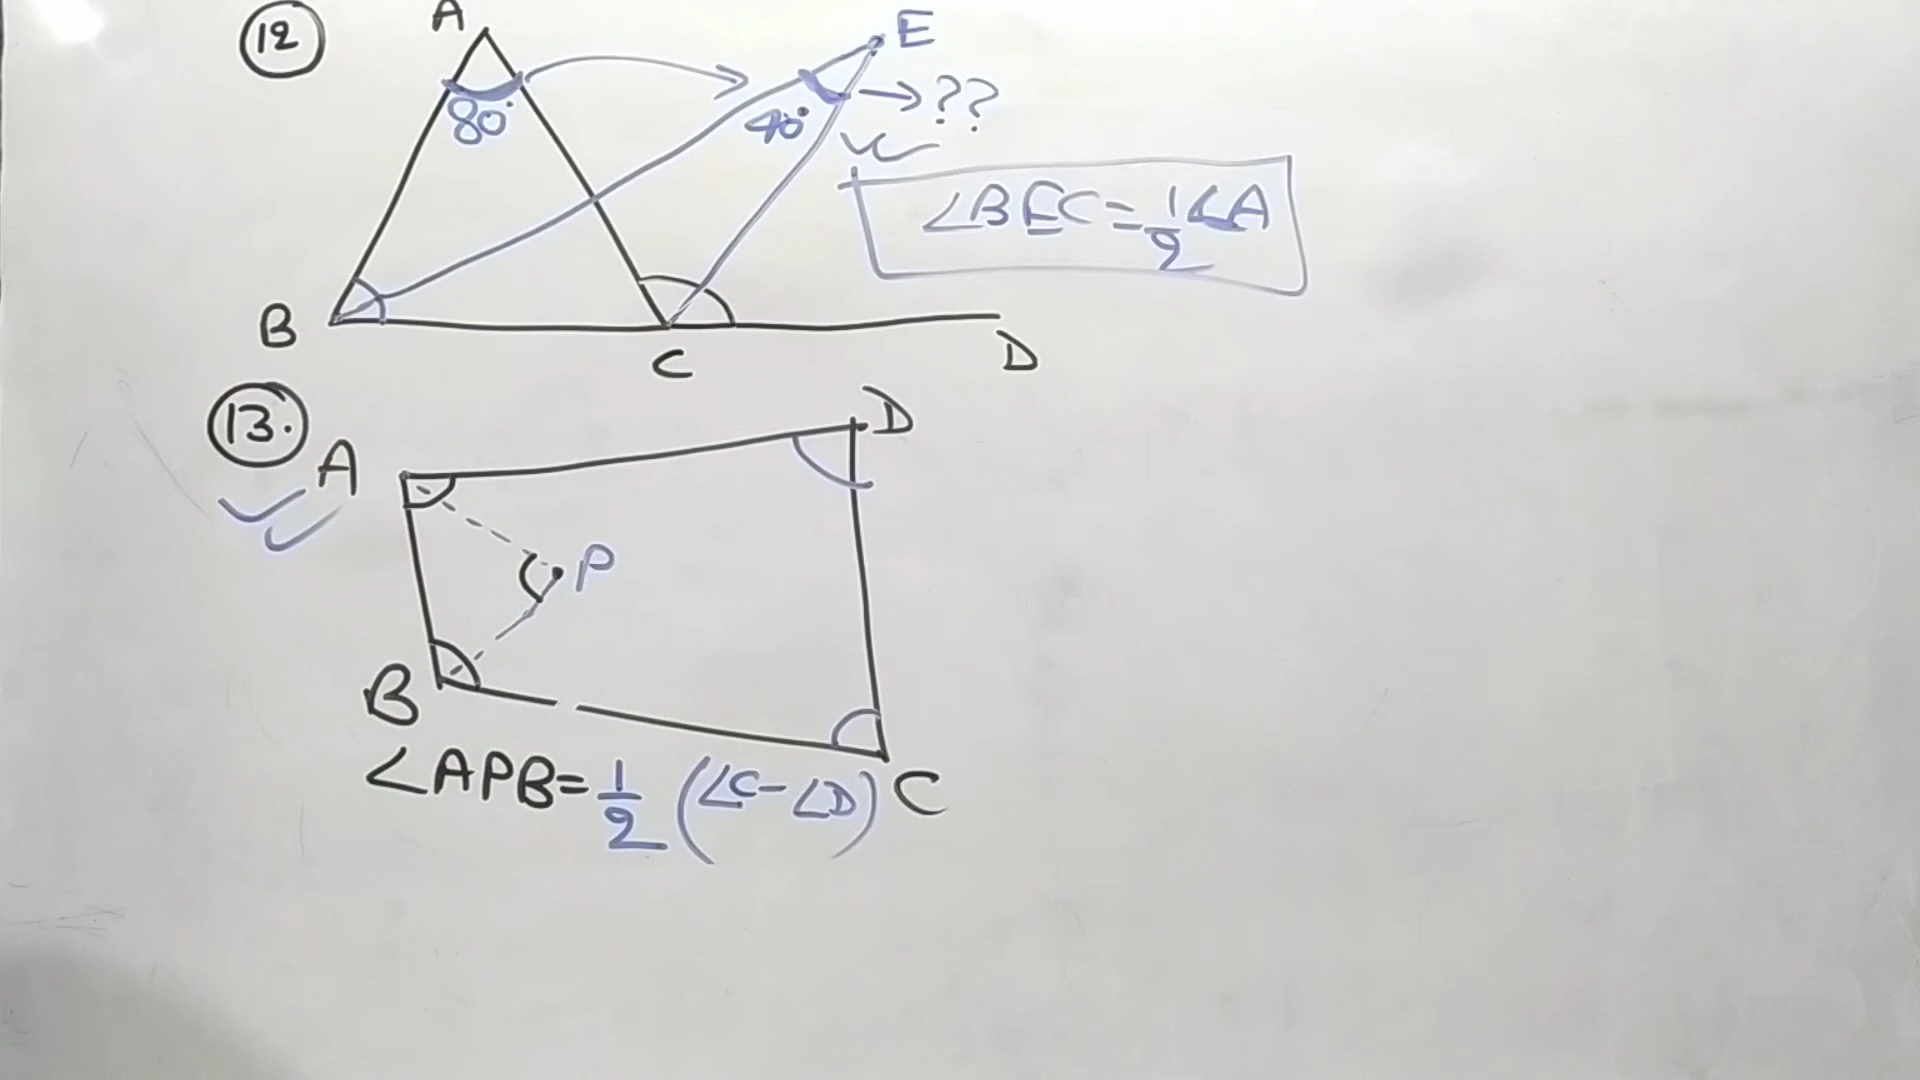 12
A
E
80°
40°
→ ??
∠BEC = 1/2 ∠A
B
C
D
13.
A
D
P
B
C
∠APB = 1/2 (∠C - ∠D)